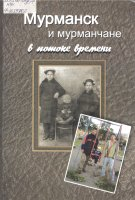 Мурманск
и мурманчане
в потоке времени